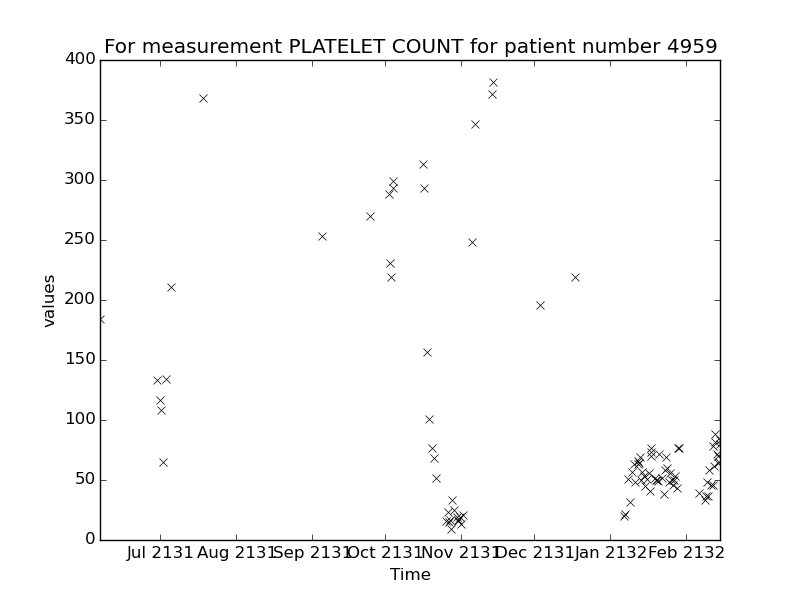 For measurement PLATELET COUNT for patient number 4959
400
350
300
250
200
150
100
50
0
values
Jul 2131 Aug 2131 Sep 2131 Oct 2131 Nov 2131 Dec 2131 Jan 2132 Feb 2132
Time